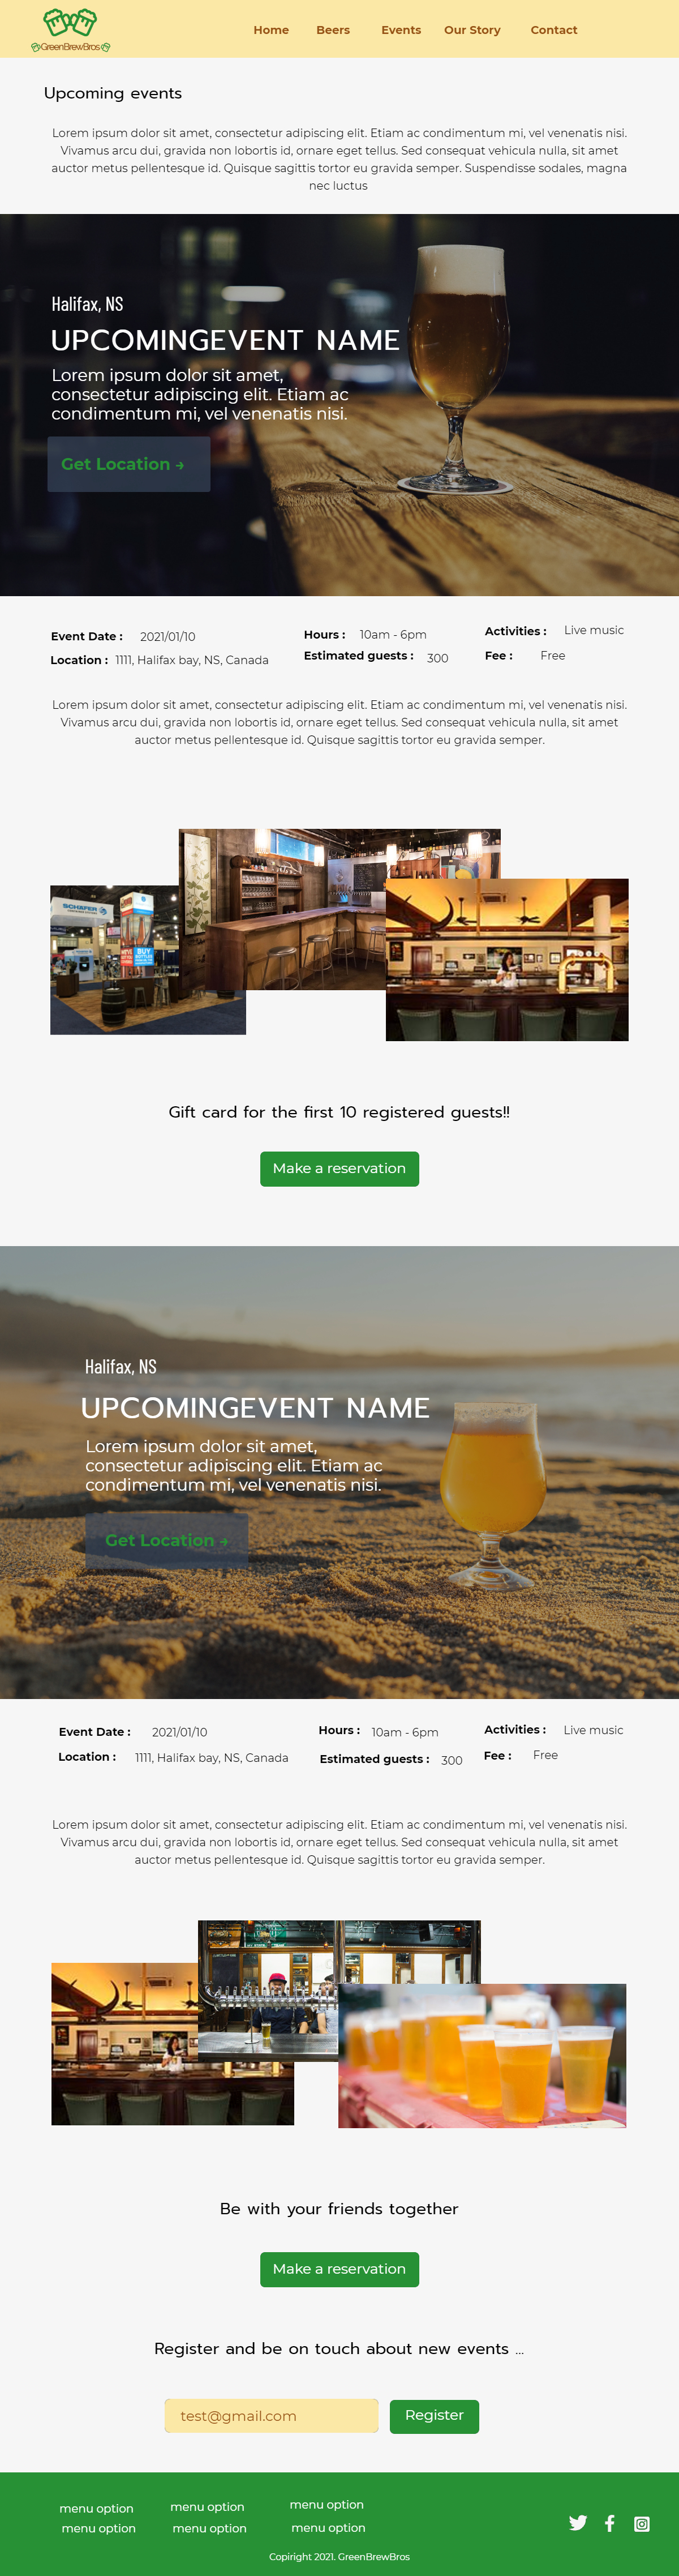 GreenBrewBros
Home Beers Events Our Story Contact
Upcoming events
Lorem ipsum dolor sit amet, consectetur adipiscing elit. Etiam ac condimentum mi, vel venenatis nisi.
Vivamus arcu dui, gravida non lobortis id, ornare eget tellus. Sed consequat vehicula nulla, sit amet
auctor metus pellentesque id. Quisque sagittis tortor eu gravida semper. Suspendisse sodales, magna
nec luctus
Halifax, NS
UPCOMINGEVENT NAME
Lorem ipsum dolor sit amet,
consectetur adipiscing elit. Etiam ac
condimentum mi, vel venenatis nisi.
Get Location →
Event Date : 2021/01/10
Location : 1111, Halifax bay, NS, Canada
Hours : 10am - 6pm
Estimated guests : 300
Activities : Live music
Fee : Free
Lorem ipsum dolor sit amet, consectetur adipiscing elit. Etiam ac condimentum mi, vel venenatis nisi.
Vivamus arcu dui, gravida non lobortis id, ornare eget tellus. Sed consequat vehicula nulla, sit amet
auctor metus pellentesque id. Quisque sagittis tortor eu gravida semper.
SCHÄFER
BUY
Gift card for the first 10 registered guests!!
Make a reservation
Halifax, NS
UPCOMINGEVENT NAME
Lorem ipsum dolor sit amet,
consectetur adipiscing elit. Etiam ac
condimentum mi, vel venenatis nisi.
Get Location →
Event Date : 2021/01/10
Location : 1111, Halifax bay, NS, Canada
Hours : 10am - 6pm
Estimated guests : 300
Activities : Live music
Fee : Free
Lorem ipsum dolor sit amet, consectetur adipiscing elit. Etiam ac condimentum mi, vel venenatis nisi.
Vivamus arcu dui, gravida non lobortis id, ornare eget tellus. Sed consequat vehicula nulla, sit amet
auctor metus pellentesque id. Quisque sagittis tortor eu gravida semper.
Be with your friends together
Make a reservation
Register and be on touch about new events ...
test@gmail.com
Register
menu option menu option menu option
menu option menu option menu option
Copiright 2021. GreenBrewBros